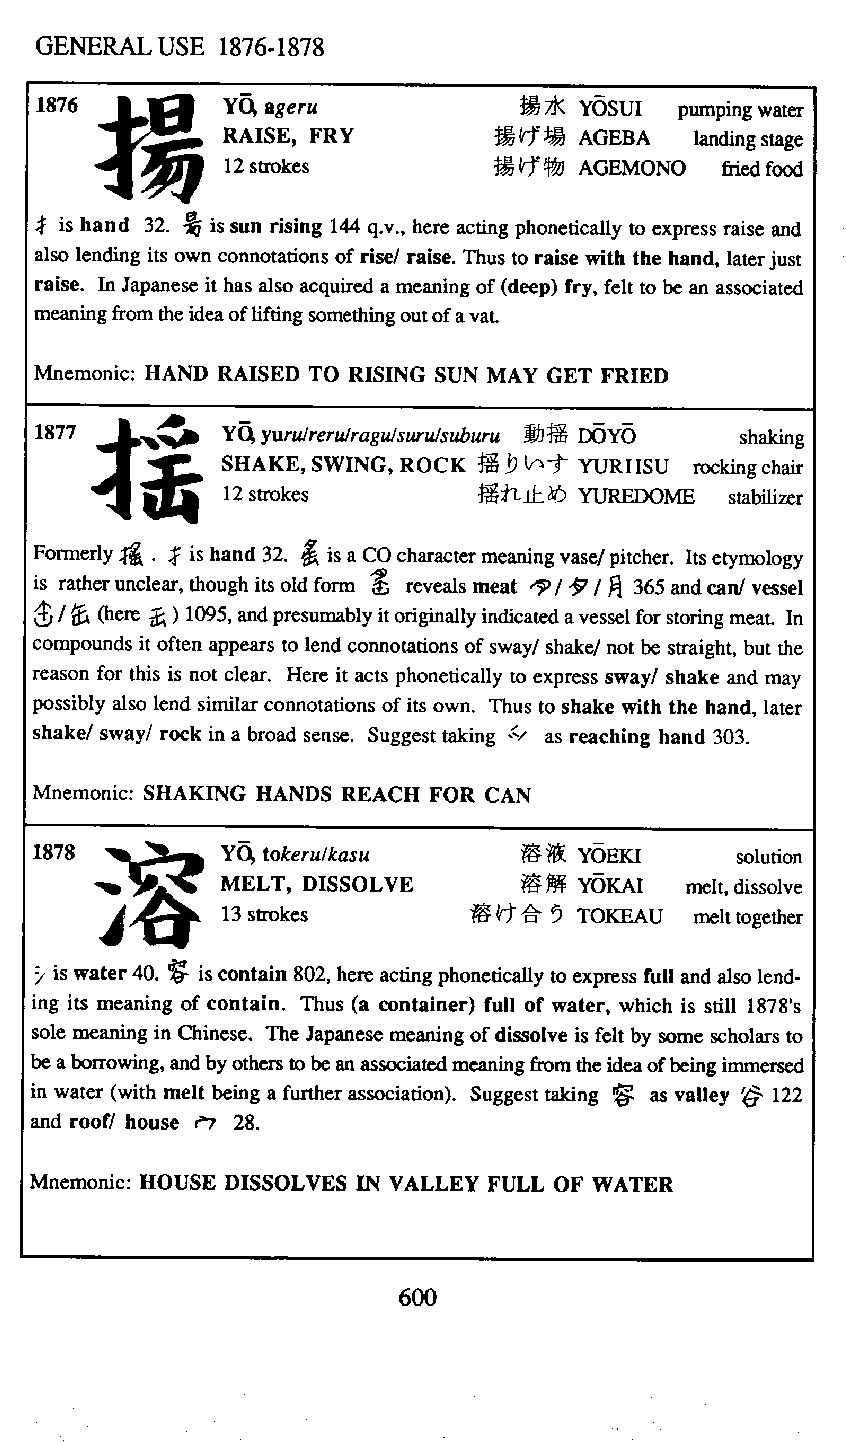 GENERAL USE 1876-1878
1876 揚 YŌ, ageru 揚水 YŌSUI pumping water
RAISE, FRY 揚げ場 AGEBA landing stage
12 strokes 揚げ物 AGEMONO fried food
扌 is hand 32. 昜 is sun rising 144 q.v., here acting phonetically to express raise and
also lending its own connotations of rise/ raise. Thus to raise with the hand, later just
raise. In Japanese it has also acquired a meaning of (deep) fry, felt to be an associated
meaning from the idea of lifting something out of a vat.
Mnemonic: HAND RAISED TO RISING SUN MAY GET FRIED
1877 揺 YŌ, yuru/reru/ragu/suru/suburu 動揺 DŌYŌ shaking
SHAKE, SWING, ROCK 揺りいす YURIISU rocking chair
12 strokes 揺れ止め YUREDOME stabilizer
Formerly 搖 . 扌 is hand 32. 䍃 is a CO character meaning vase/ pitcher. Its etymology
is rather unclear, though its old form reveals meat / 夕 / 月 365 and can/ vessel
/ 缶 (here 𦈢 ) 1095, and presumably it originally indicated a vessel for storing meat. In
compounds it often appears to lend connotations of sway/ shake/ not be straight, but the
reason for this is not clear. Here it acts phonetically to express sway/ shake and may
possibly also lend similar connotations of its own. Thus to shake with the hand, later
shake/ sway/ rock in a broad sense. Suggest taking 爫 as reaching hand 303.
Mnemonic: SHAKING HANDS REACH FOR CAN
1878 溶 YŌ, tokeru/kasu 溶液 YŌEKI solution
MELT, DISSOLVE 溶解 YŌKAI melt, dissolve
13 strokes 溶け合う TOKEAU melt together
氵 is water 40. 容 is contain 802, here acting phonetically to express full and also lend-
ing its meaning of contain. Thus (a container) full of water, which is still 1878's
sole meaning in Chinese. The Japanese meaning of dissolve is felt by some scholars to
be a borrowing, and by others to be an associated meaning from the idea of being immersed
in water (with melt being a further association). Suggest taking 容 as valley 谷 122
and roof/ house 宀 28.
Mnemonic: HOUSE DISSOLVES IN VALLEY FULL OF WATER
600